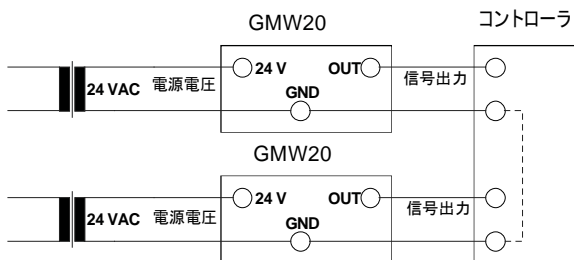 GMW20
コントローラ
24 VAC 電源電圧
24 V OUT
GND
信号出力
GMW20
24 VAC 電源電圧
24 V OUT
GND
信号出力